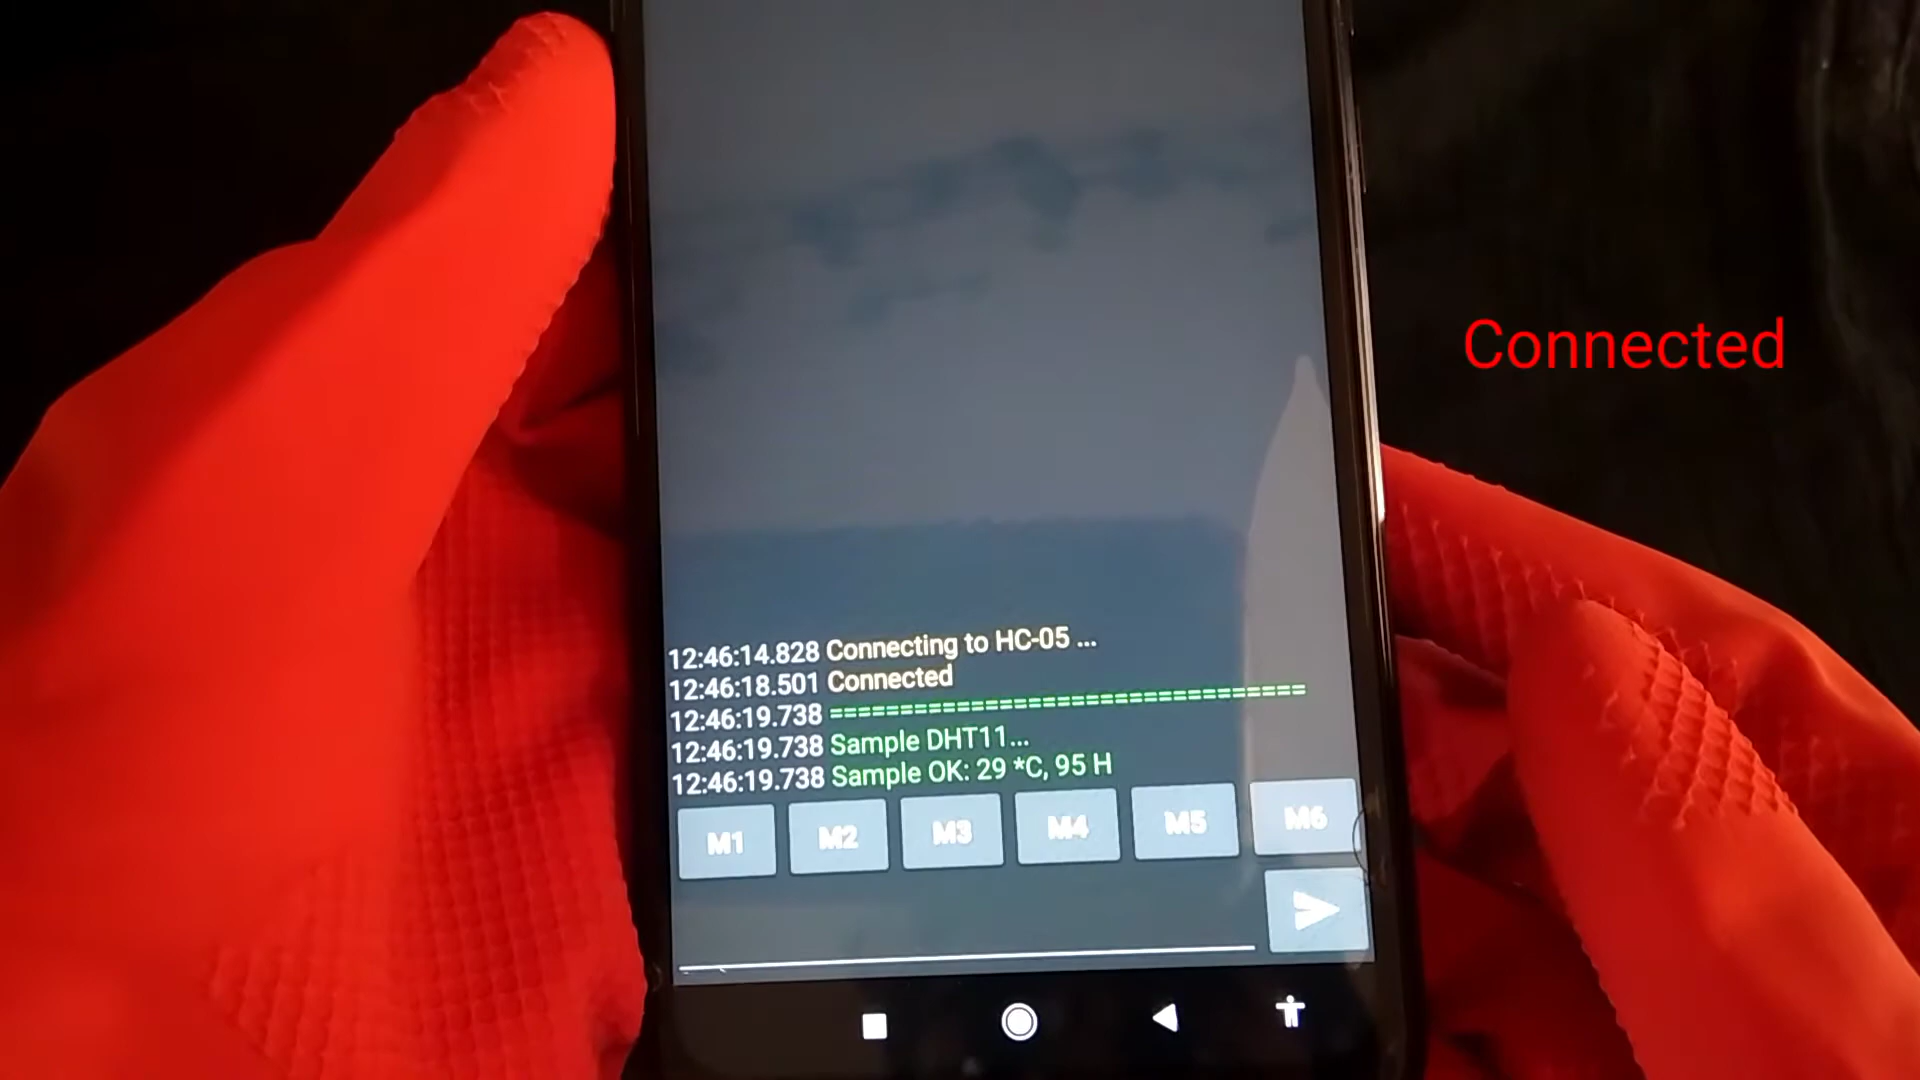 12:46:14.828 Connecting to HC-05 ...
12:46:18.501 Connected
12:46:19.738 ==================================
12:46:19.738 Sample DHT11...
12:46:19.738 Sample OK: 29 *C, 95 H
M1 M2 M3 M4 M5 M6
Connected